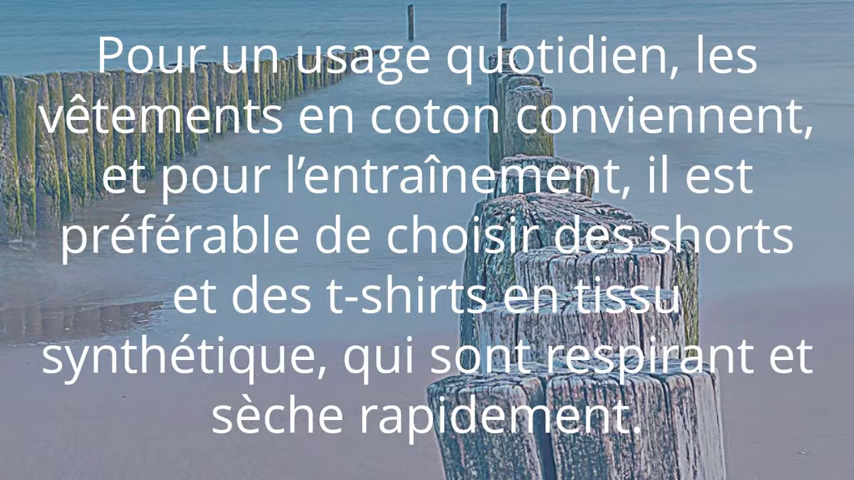 Pour un usage quotidien, les
vêtements en coton conviennent,
et pour l’entraînement, il est
préférable de choisir des shorts
et des t-shirts en tissu
synthétique, qui sont respirant et
sèche rapidement.